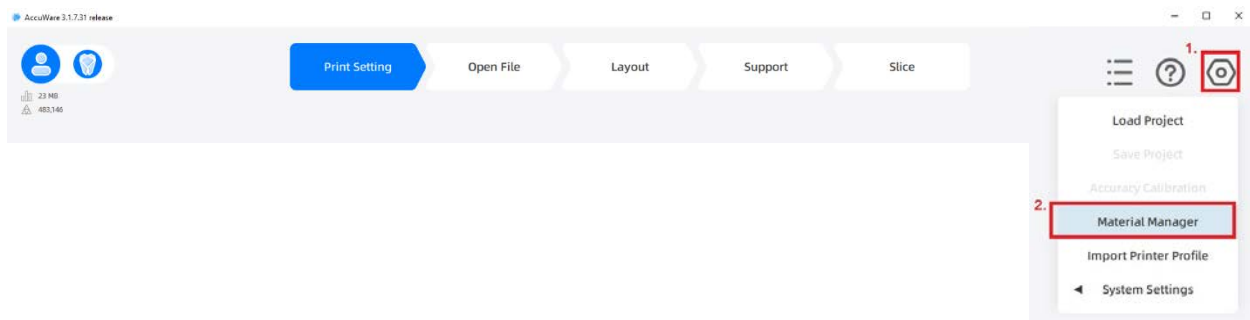 AccuWare 3.1.7.31 release
1.
Print Setting
Open File
Layout
Support
Slice
23 MB
483,146
Load Project
Save Project
Accuracy Calibration
2.
Material Manager
Import Printer Profile
System Settings